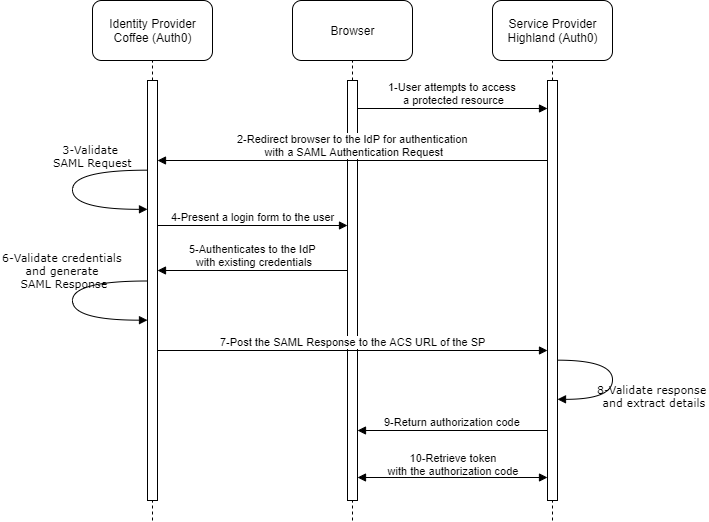 Identity Provider
Coffee (Auth0)
Browser
Service Provider
Highland (Auth0)
1-User attempts to access
a protected resource
2-Redirect browser to the IdP for authentication
with a SAML Authentication Request
3-Validate
SAML Request
4-Present a login form to the user
5-Authenticates to the IdP
with existing credentials
6-Validate credentials
and generate
SAML Response
7-Post the SAML Response to the ACS URL of the SP
8-Validate response
and extract details
9-Return authorization code
10-Retrieve token
with the authorization code